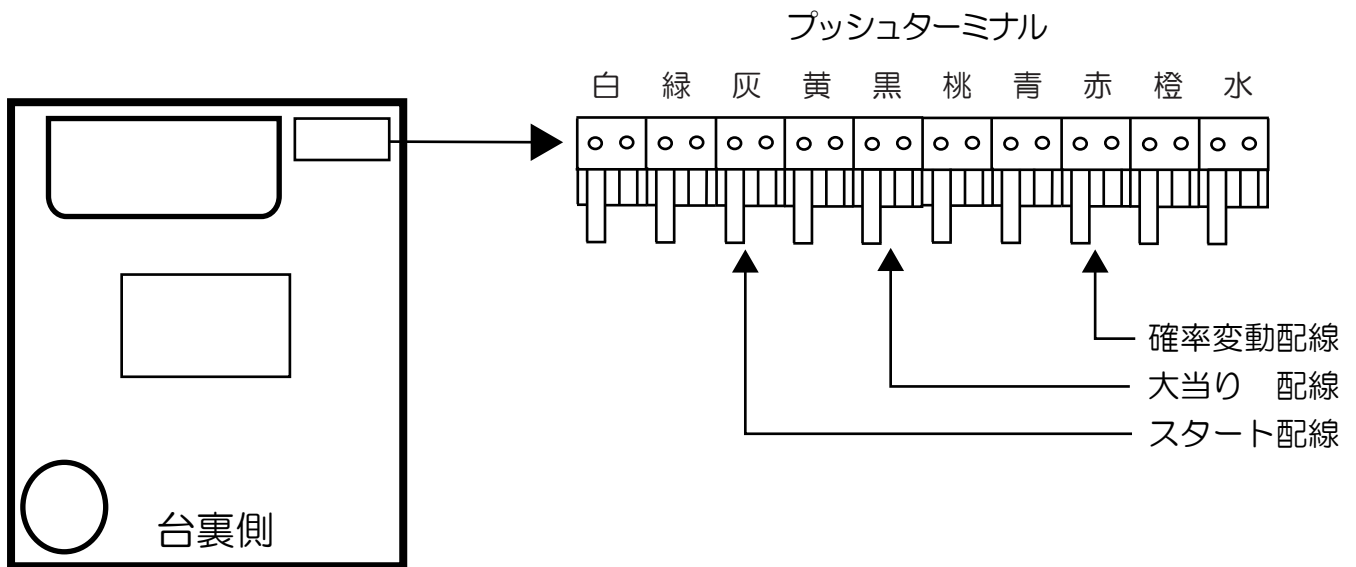 プッシュターミナル
白 緑 灰 黄 黒 桃 青 赤 橙 水
確率変動配線
大当り　配線
スタート配線
台裏側